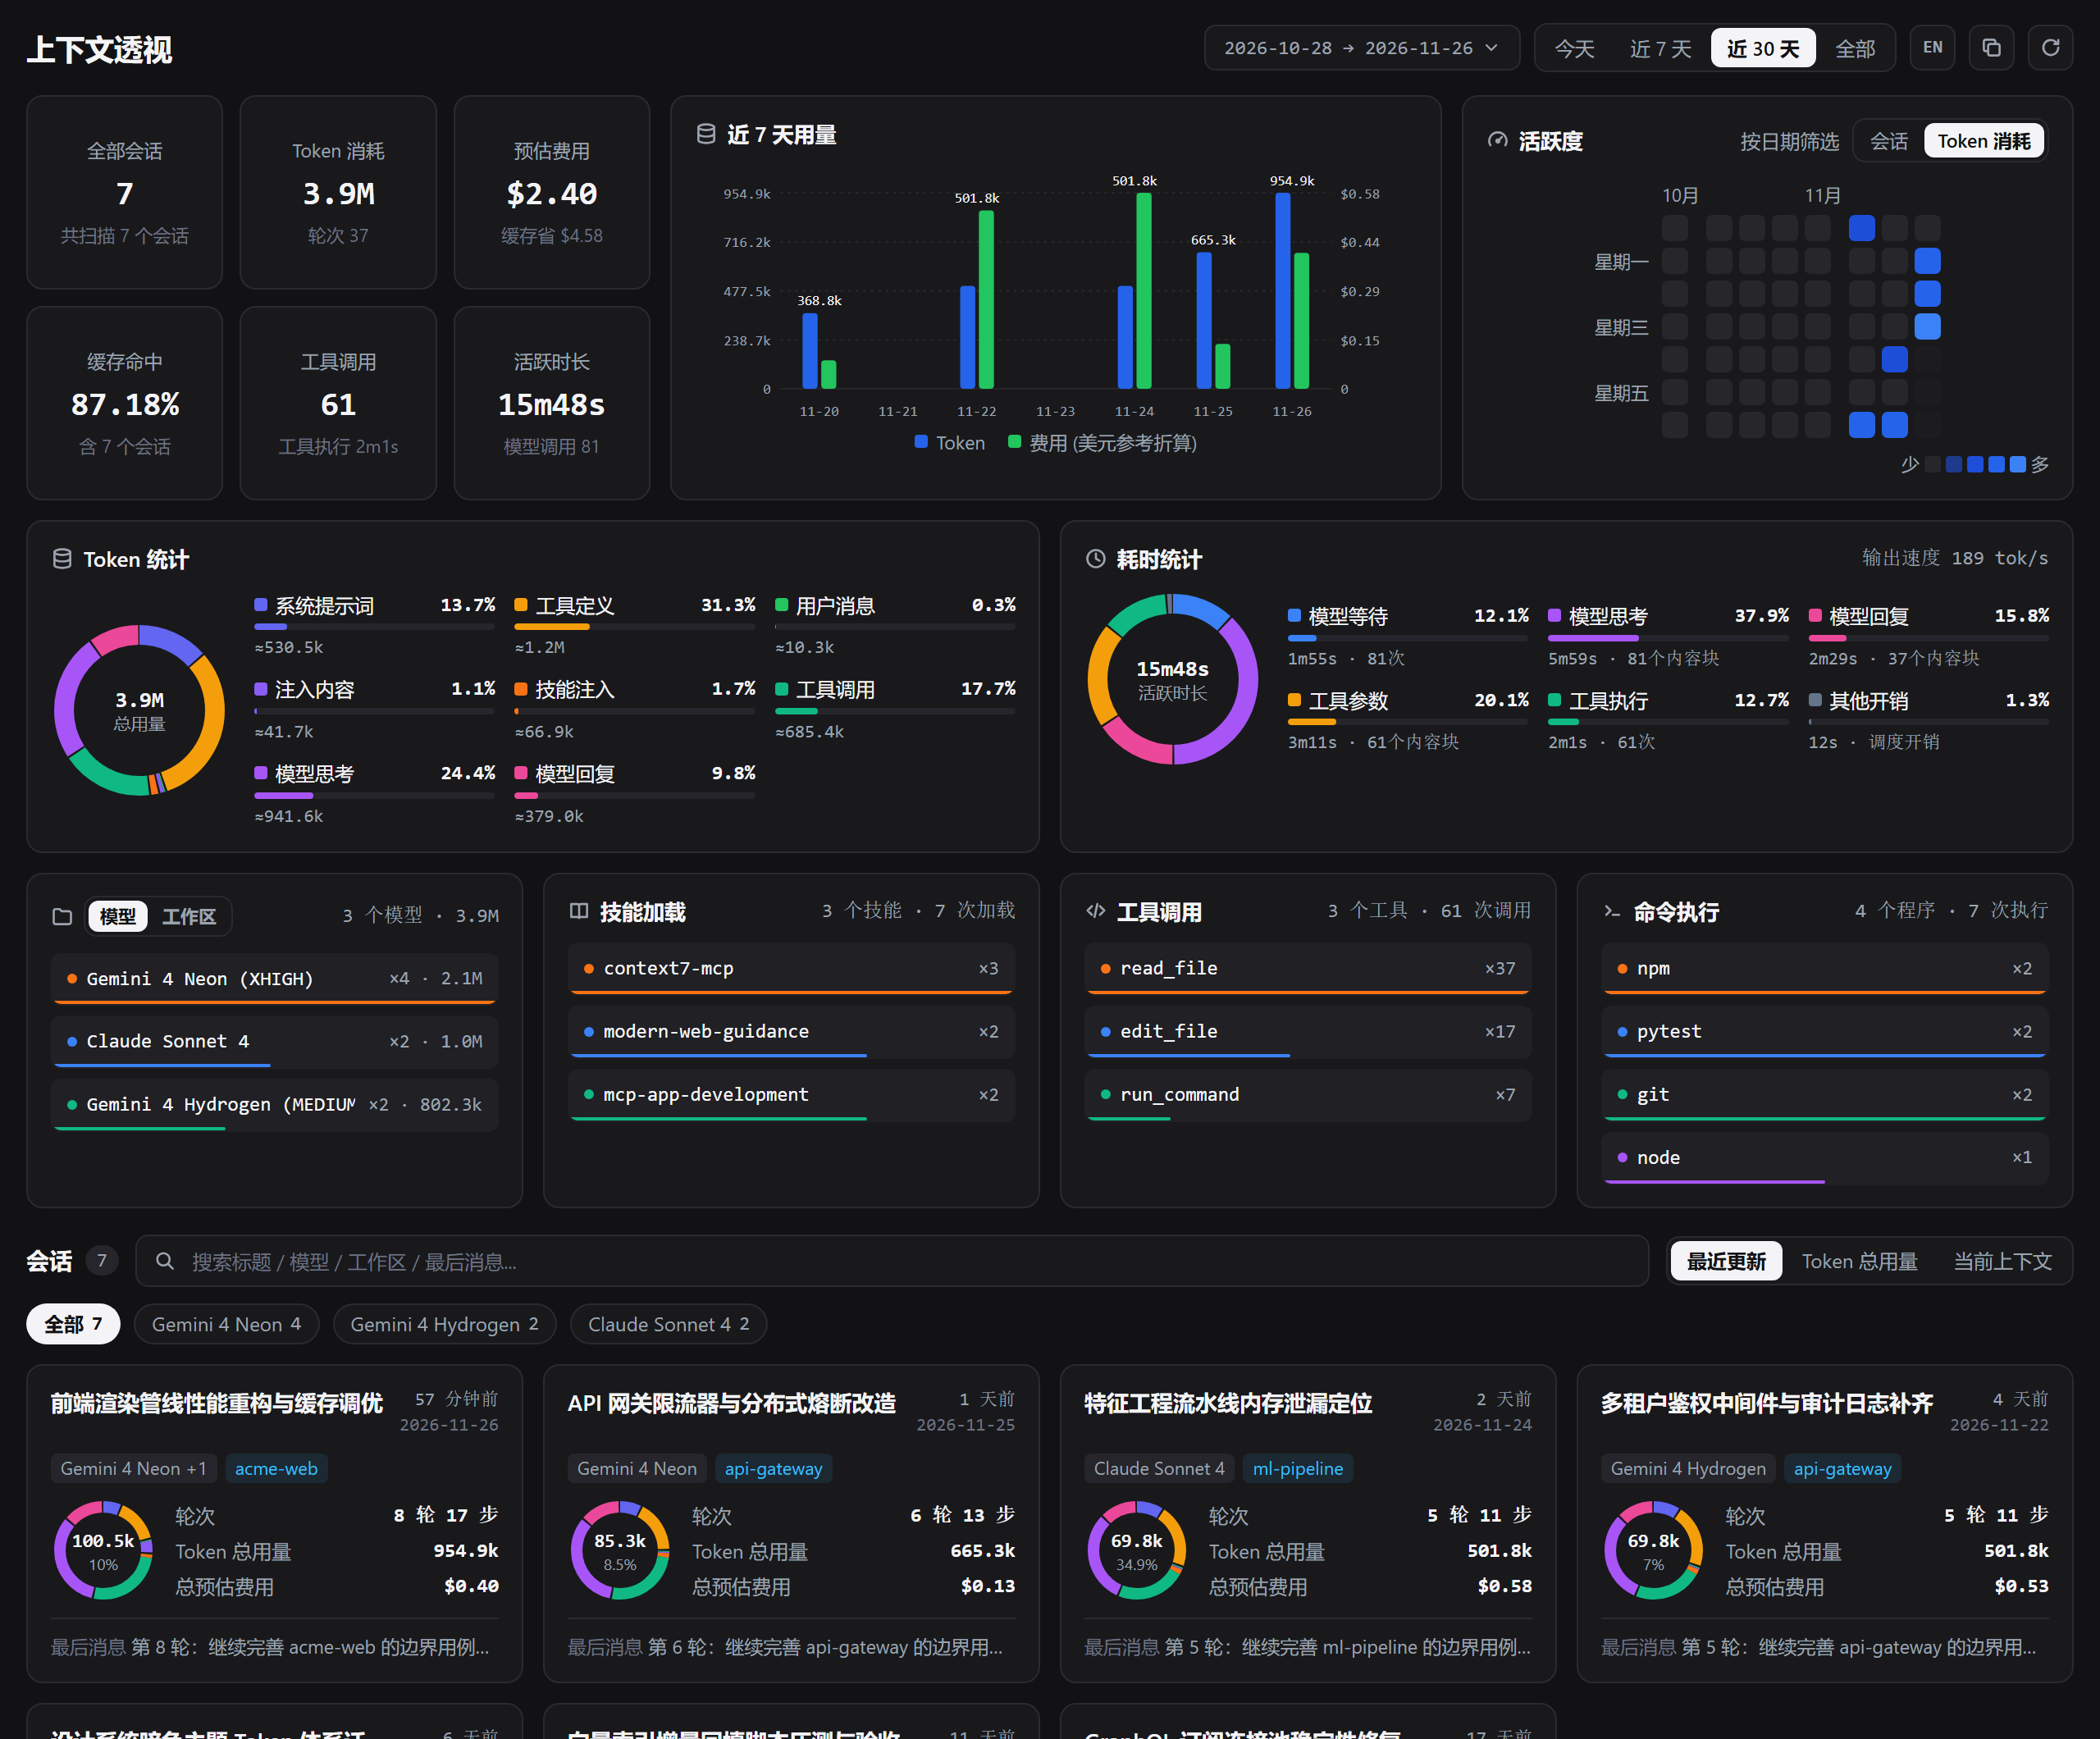 上下文透视
2026-10-28 → 2026-11-26
今天 近 7 天 近 30 天 全部
EN
全部会话
7
共扫描 7 个会话
Token 消耗
3.9M
轮次 37
预估费用
$2.40
缓存省 $4.58
缓存命中
87.18%
含 7 个会话
工具调用
61
工具执行 2m1s
活跃时长
15m48s
模型调用 81
近 7 天用量
954.9k
716.2k
477.5k
238.7k
0
368.8k
501.8k
501.8k
665.3k
954.9k
$0.58
$0.44
$0.29
$0.15
0
11-20 11-21 11-22 11-23 11-24 11-25 11-26
Token 费用 (美元参考折算)
活跃度
按日期筛选 会话 Token 消耗
10月 11月
星期一
星期三
星期五
少 多
Token 统计
3.9M
总用量
系统提示词 13.7%
≈530.5k
工具定义 31.3%
≈1.2M
用户消息 0.3%
≈10.3k
注入内容 1.1%
≈41.7k
技能注入 1.7%
≈66.9k
工具调用 17.7%
≈685.4k
模型思考 24.4%
≈941.6k
模型回复 9.8%
≈379.0k
耗时统计
输出速度 189 tok/s
15m48s
活跃时长
模型等待 12.1%
1m55s · 81次
模型思考 37.9%
5m59s · 81个内容块
模型回复 15.8%
2m29s · 37个内容块
工具参数 20.1%
3m11s · 61个内容块
工具执行 12.7%
2m1s · 61次
其他开销 1.3%
12s · 调度开销
模型 工作区 3 个模型 · 3.9M
Gemini 4 Neon (XHIGH) ×4 · 2.1M
Claude Sonnet 4 ×2 · 1.0M
Gemini 4 Hydrogen (MEDIUM ×2 · 802.3k
技能加载 3 个技能 · 7 次加载
context7-mcp ×3
modern-web-guidance ×2
mcp-app-development ×2
工具调用 3 个工具 · 61 次调用
read_file ×37
edit_file ×17
run_command ×7
命令执行 4 个程序 · 7 次执行
npm ×2
pytest ×2
git ×2
node ×1
会话 7
搜索标题 / 模型 / 工作区 / 最后消息...
最近更新 Token 总用量 当前上下文
全部 7
Gemini 4 Neon 4
Gemini 4 Hydrogen 2
Claude Sonnet 4 2
前端渲染管线性能重构与缓存调优 57 分钟前
2026-11-26
Gemini 4 Neon +1 acme-web
100.5k
10%
轮次 8 轮 17 步
Token 总用量 954.9k
总预估费用 $0.40
最后消息 第 8 轮：继续完善 acme-web 的边界用例...
API 网关限流器与分布式熔断改造 1 天前
2026-11-25
Gemini 4 Neon api-gateway
85.3k
8.5%
轮次 6 轮 13 步
Token 总用量 665.3k
总预估费用 $0.13
最后消息 第 6 轮：继续完善 api-gateway 的边界用...
特征工程流水线内存泄漏定位 2 天前
2026-11-24
Claude Sonnet 4 ml-pipeline
69.8k
34.9%
轮次 5 轮 11 步
Token 总用量 501.8k
总预估费用 $0.58
最后消息 第 5 轮：继续完善 ml-pipeline 的边界用例...
多租户鉴权中间件与审计日志补齐 4 天前
2026-11-22
Gemini 4 Hydrogen api-gateway
69.8k
7%
轮次 5 轮 11 步
Token 总用量 501.8k
总预估费用 $0.53
最后消息 第 5 轮：继续完善 api-gateway 的边界用...